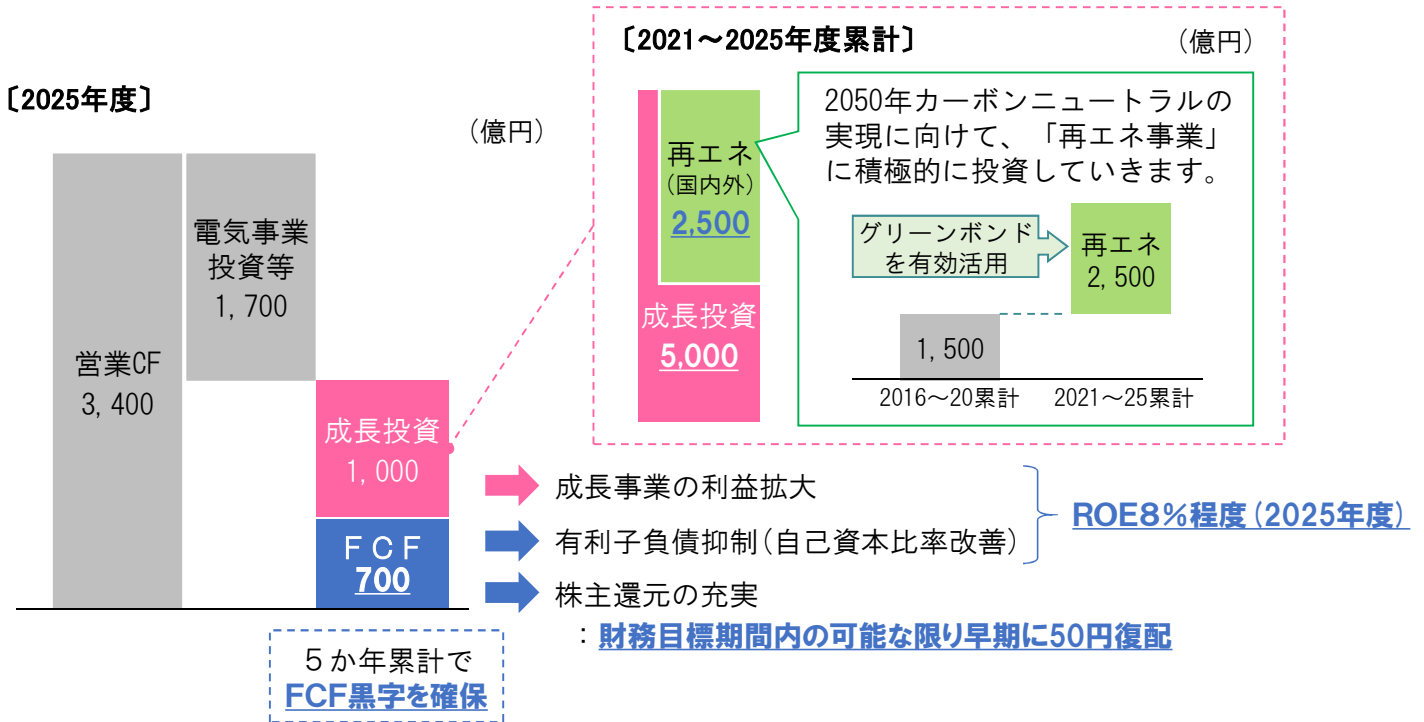 〔2025年度〕
（億円）
営業CF
3,400
電気事業
投資等
1,700
成長投資
1,000
ＦＣＦ
700
５か年累計で
FCF黒字を確保
〔2021～2025年度累計〕
（億円）
再エネ
（国内外）
2,500
成長投資
5,000
2050年カーボンニュートラルの
実現に向けて、「再エネ事業」
に積極的に投資していきます。
グリーンボンド
を有効活用
再エネ
2,500
1,500
2016～20累計
2021～25累計
成長事業の利益拡大
有利子負債抑制（自己資本比率改善）
ROE８％程度（2025年度）
株主還元の充実
：財務目標期間内の可能な限り早期に50円復配